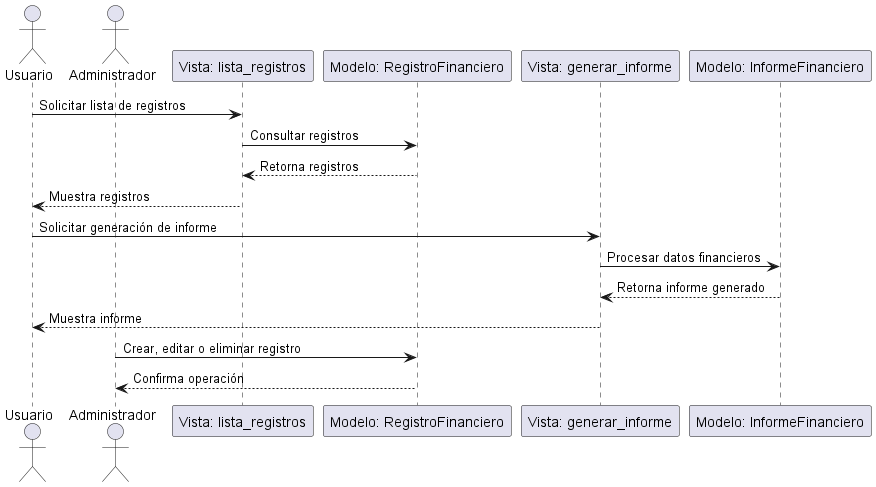 Usuario
Administrador
Vista: lista_registros
Modelo: RegistroFinanciero
Vista: generar_informe
Modelo: InformeFinanciero
Solicitar lista de registros
Consultar registros
Retorna registros
Muestra registros
Solicitar generación de informe
Procesar datos financieros
Retorna informe generado
Muestra informe
Crear, editar o eliminar registro
Confirma operación
Usuario
Administrador
Vista: lista_registros
Modelo: RegistroFinanciero
Vista: generar_informe
Modelo: InformeFinanciero